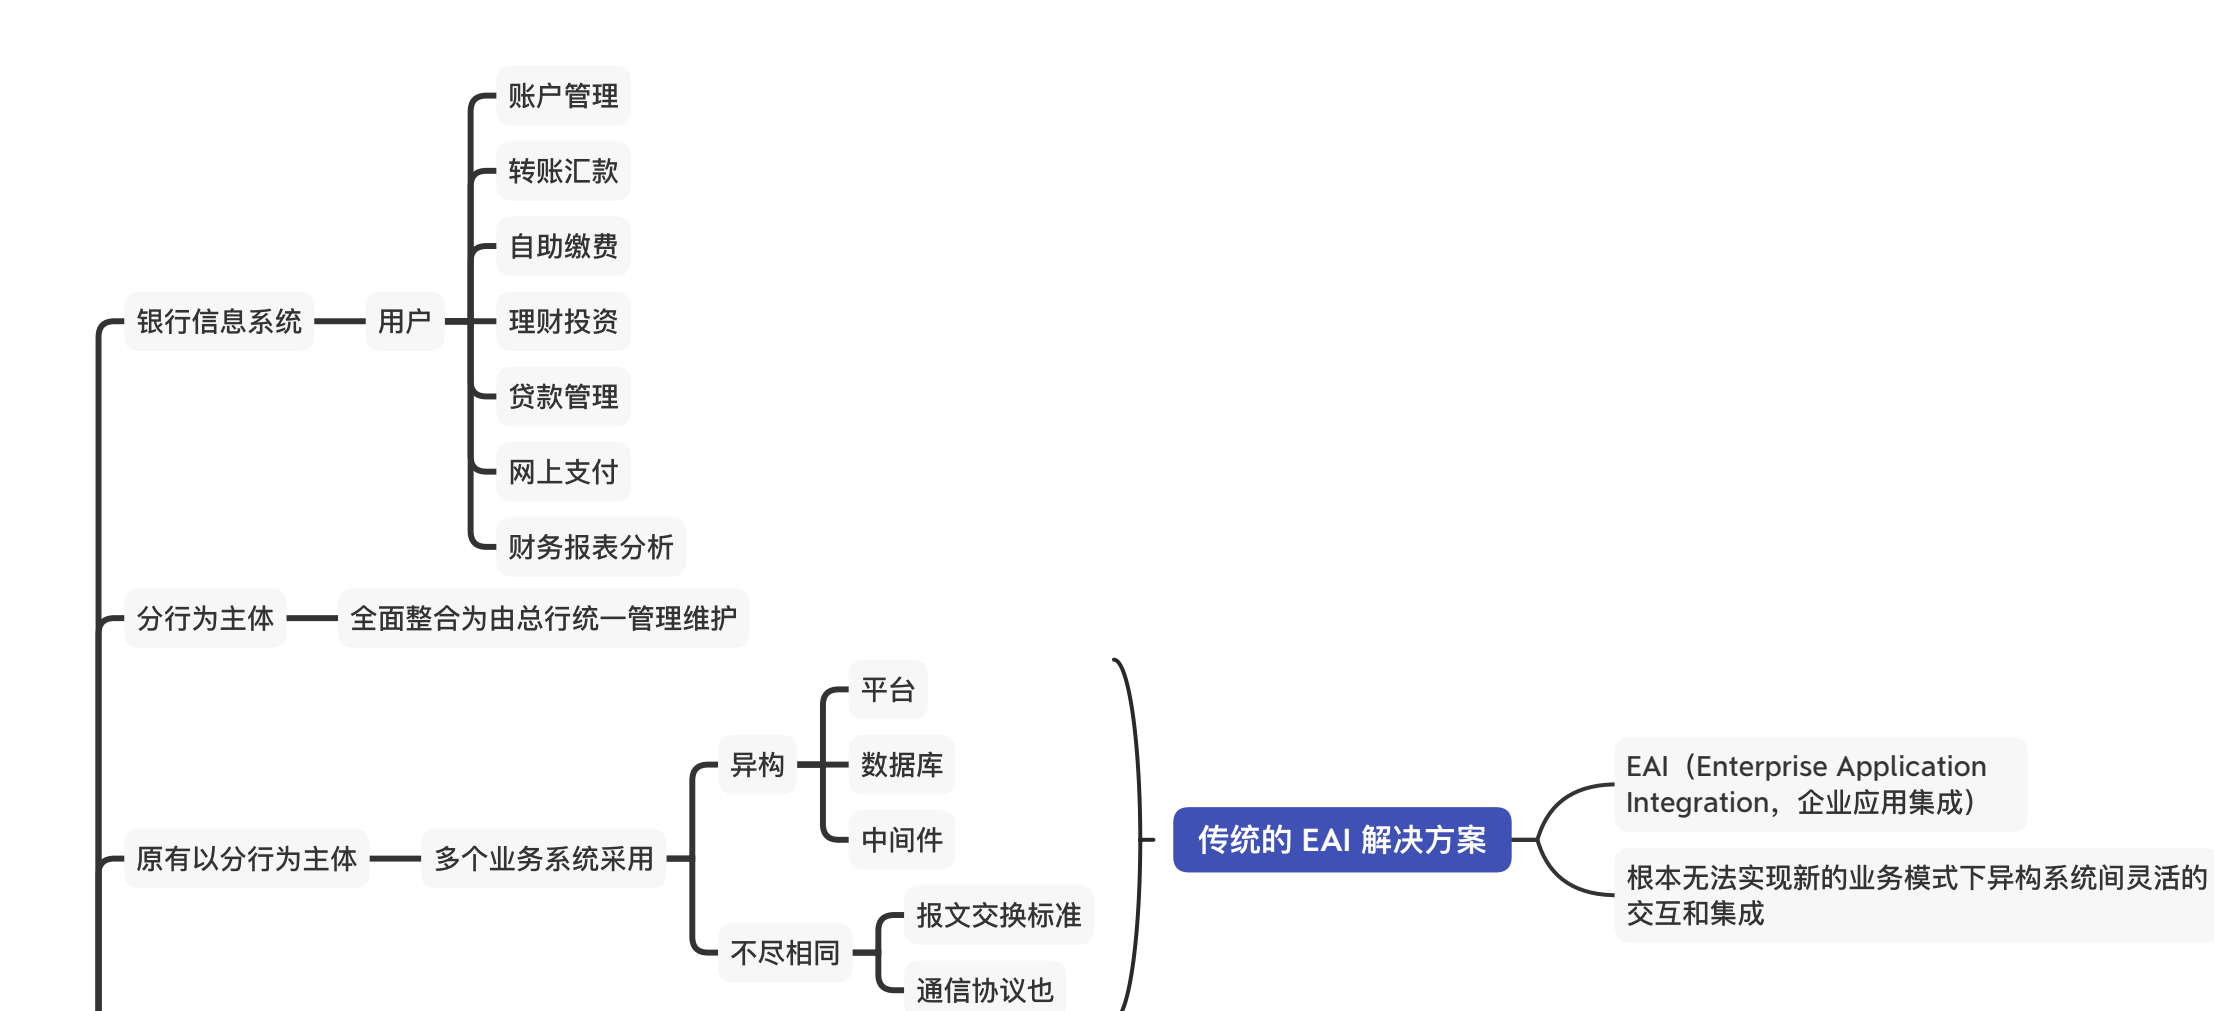 账户管理
转账汇款
自助缴费
银行信息系统
用户
理财投资
贷款管理
网上支付
财务报表分析
分行为主体
全面整合为由总行统一管理维护
原有以分行为主体
多个业务系统采用
异构
平台
数据库
中间件
不尽相同
报文交换标准
通信协议也
传统的 EAI 解决方案
EAI（Enterprise Application
Integration，企业应用集成）
根本无法实现新的业务模式下异构系统间灵活的
交互和集成